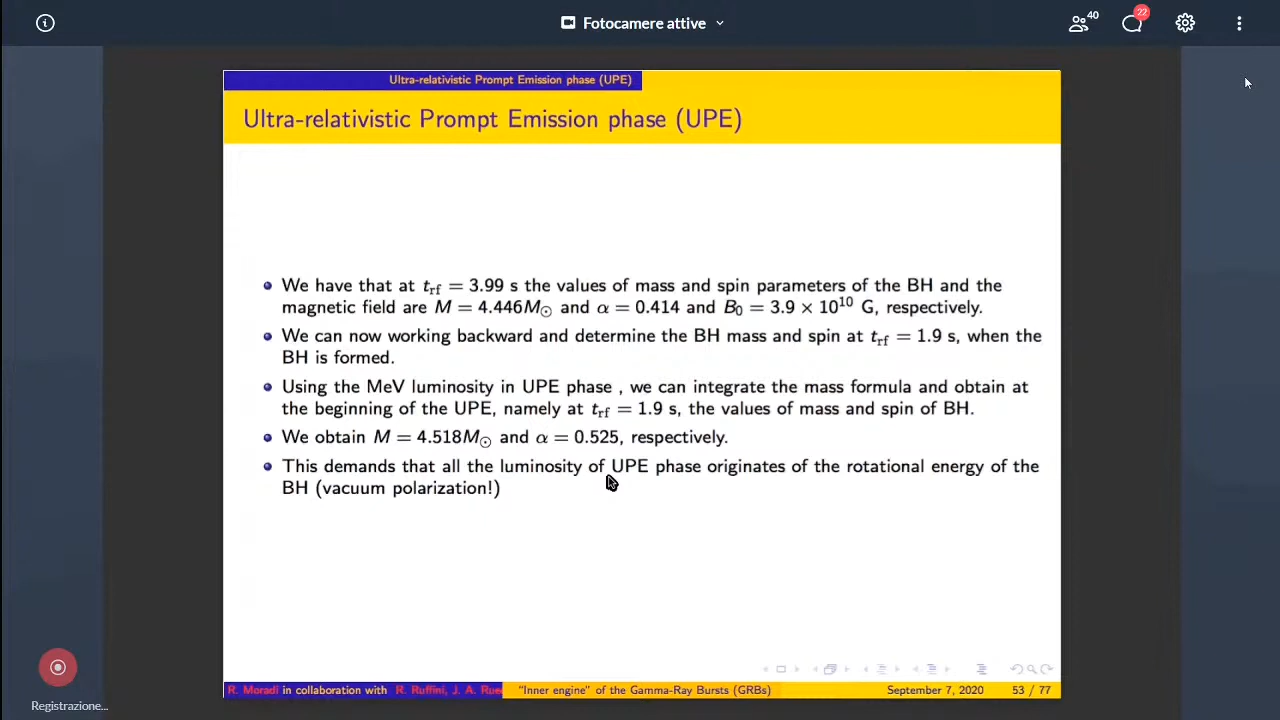 Fotocamere attive
40
22
Ultra-relativistic Prompt Emission phase (UPE)
Ultra-relativistic Prompt Emission phase (UPE)
We have that at t_rf = 3.99 s the values of mass and spin parameters of the BH and the
magnetic field are M = 4.446M_⊙ and α = 0.414 and B_0 = 3.9 × 10^10 G, respectively.
We can now working backward and determine the BH mass and spin at t_rf = 1.9 s, when the
BH is formed.
Using the MeV luminosity in UPE phase , we can integrate the mass formula and obtain at
the beginning of the UPE, namely at t_rf = 1.9 s, the values of mass and spin of BH.
We obtain M = 4.518M_⊙ and α = 0.525, respectively.
This demands that all the luminosity of UPE phase originates of the rotational energy of the
BH (vacuum polarization!)
R. Moradi in collaboration with R. Ruffini, J. A. Rue
"Inner engine" of the Gamma-Ray Bursts (GRBs)
September 7, 2020
53 / 77
Registrazione...